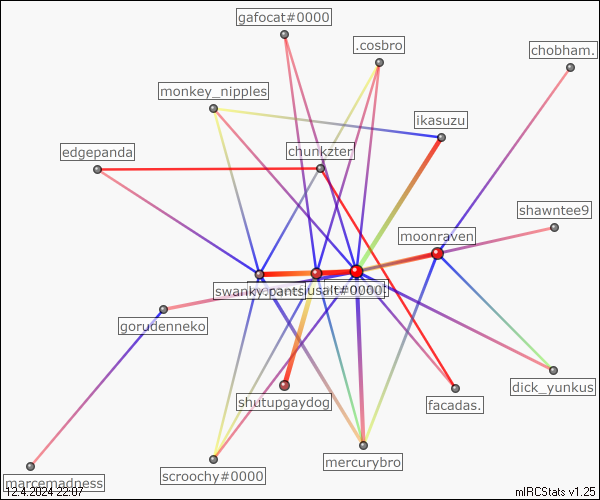 gafocat#0000
.cosbro
chobham.
monkey_nipples
ikasuzu
edgepanda
chunkzter
shawntee9
moonraven
swanky.pants
salt#0000
gorudenneko
dick_yunkus
shutupgaydog
facadas.
mercurybro
scroochy#0000
marcemadness
12.4.2024 22:07
mIRCStats v1.25